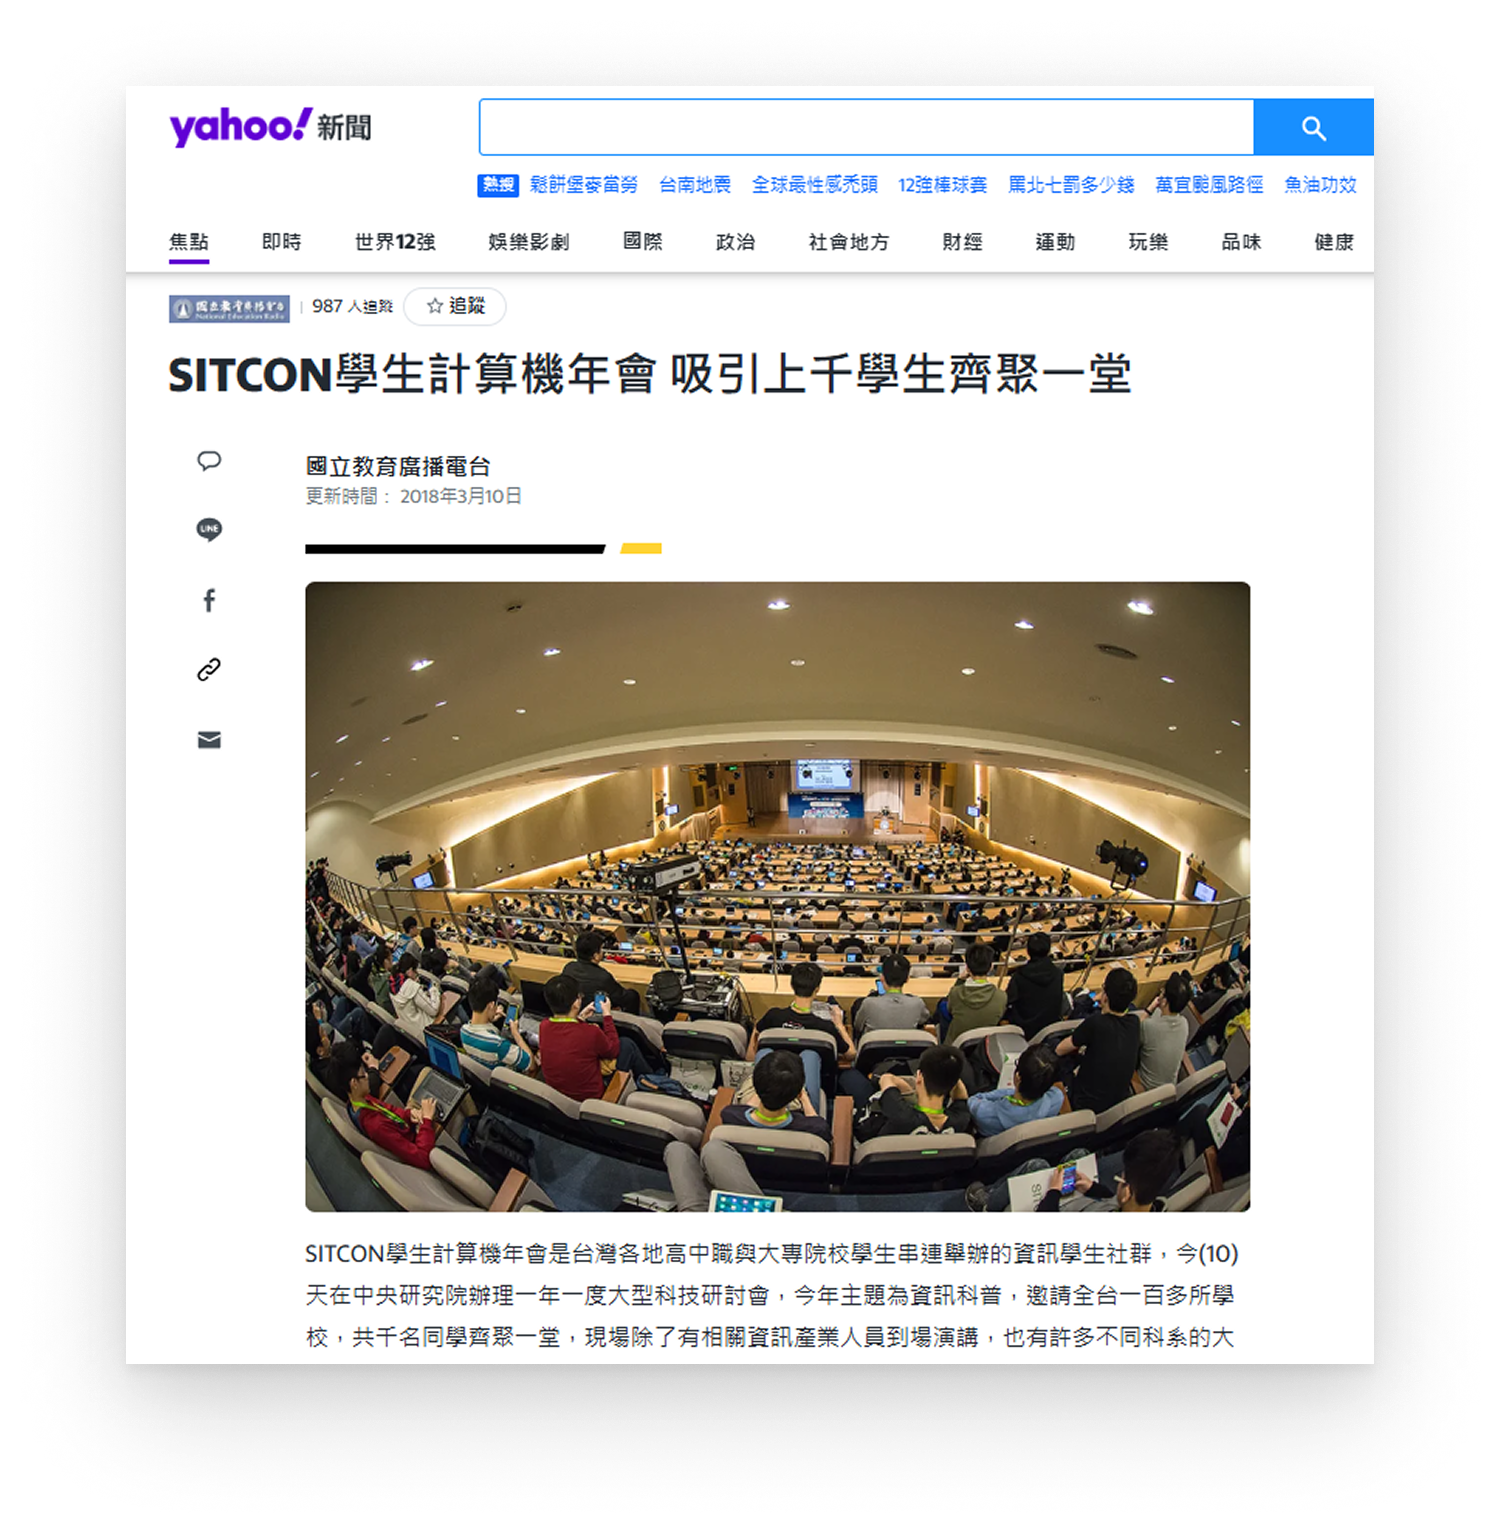 yahoo!新聞
熱搜 鬆餅堡麥當勞 台南地震 全球最性感禿頭 12強棒球賽 罵北七罰多少錢 萬宜颱風路徑 魚油功效
焦點 即時 世界12強 娛樂影劇 國際 政治 社會地方 財經 運動 玩樂 品味 健康
國立教育廣播電台
National Education Radio
987 人追蹤 ☆ 追蹤
SITCON學生計算機年會 吸引上千學生齊聚一堂
國立教育廣播電台
更新時間： 2018年3月10日
LINE
SITCON學生計算機年會是台灣各地高中職與大專院校學生串連舉辦的資訊學生社群，今(10)
天在中央研究院辦理一年一度大型科技研討會，今年主題為資訊科普，邀請全台一百多所學
校，共千名同學齊聚一堂，現場除了有相關資訊產業人員到場演講，也有許多不同科系的大